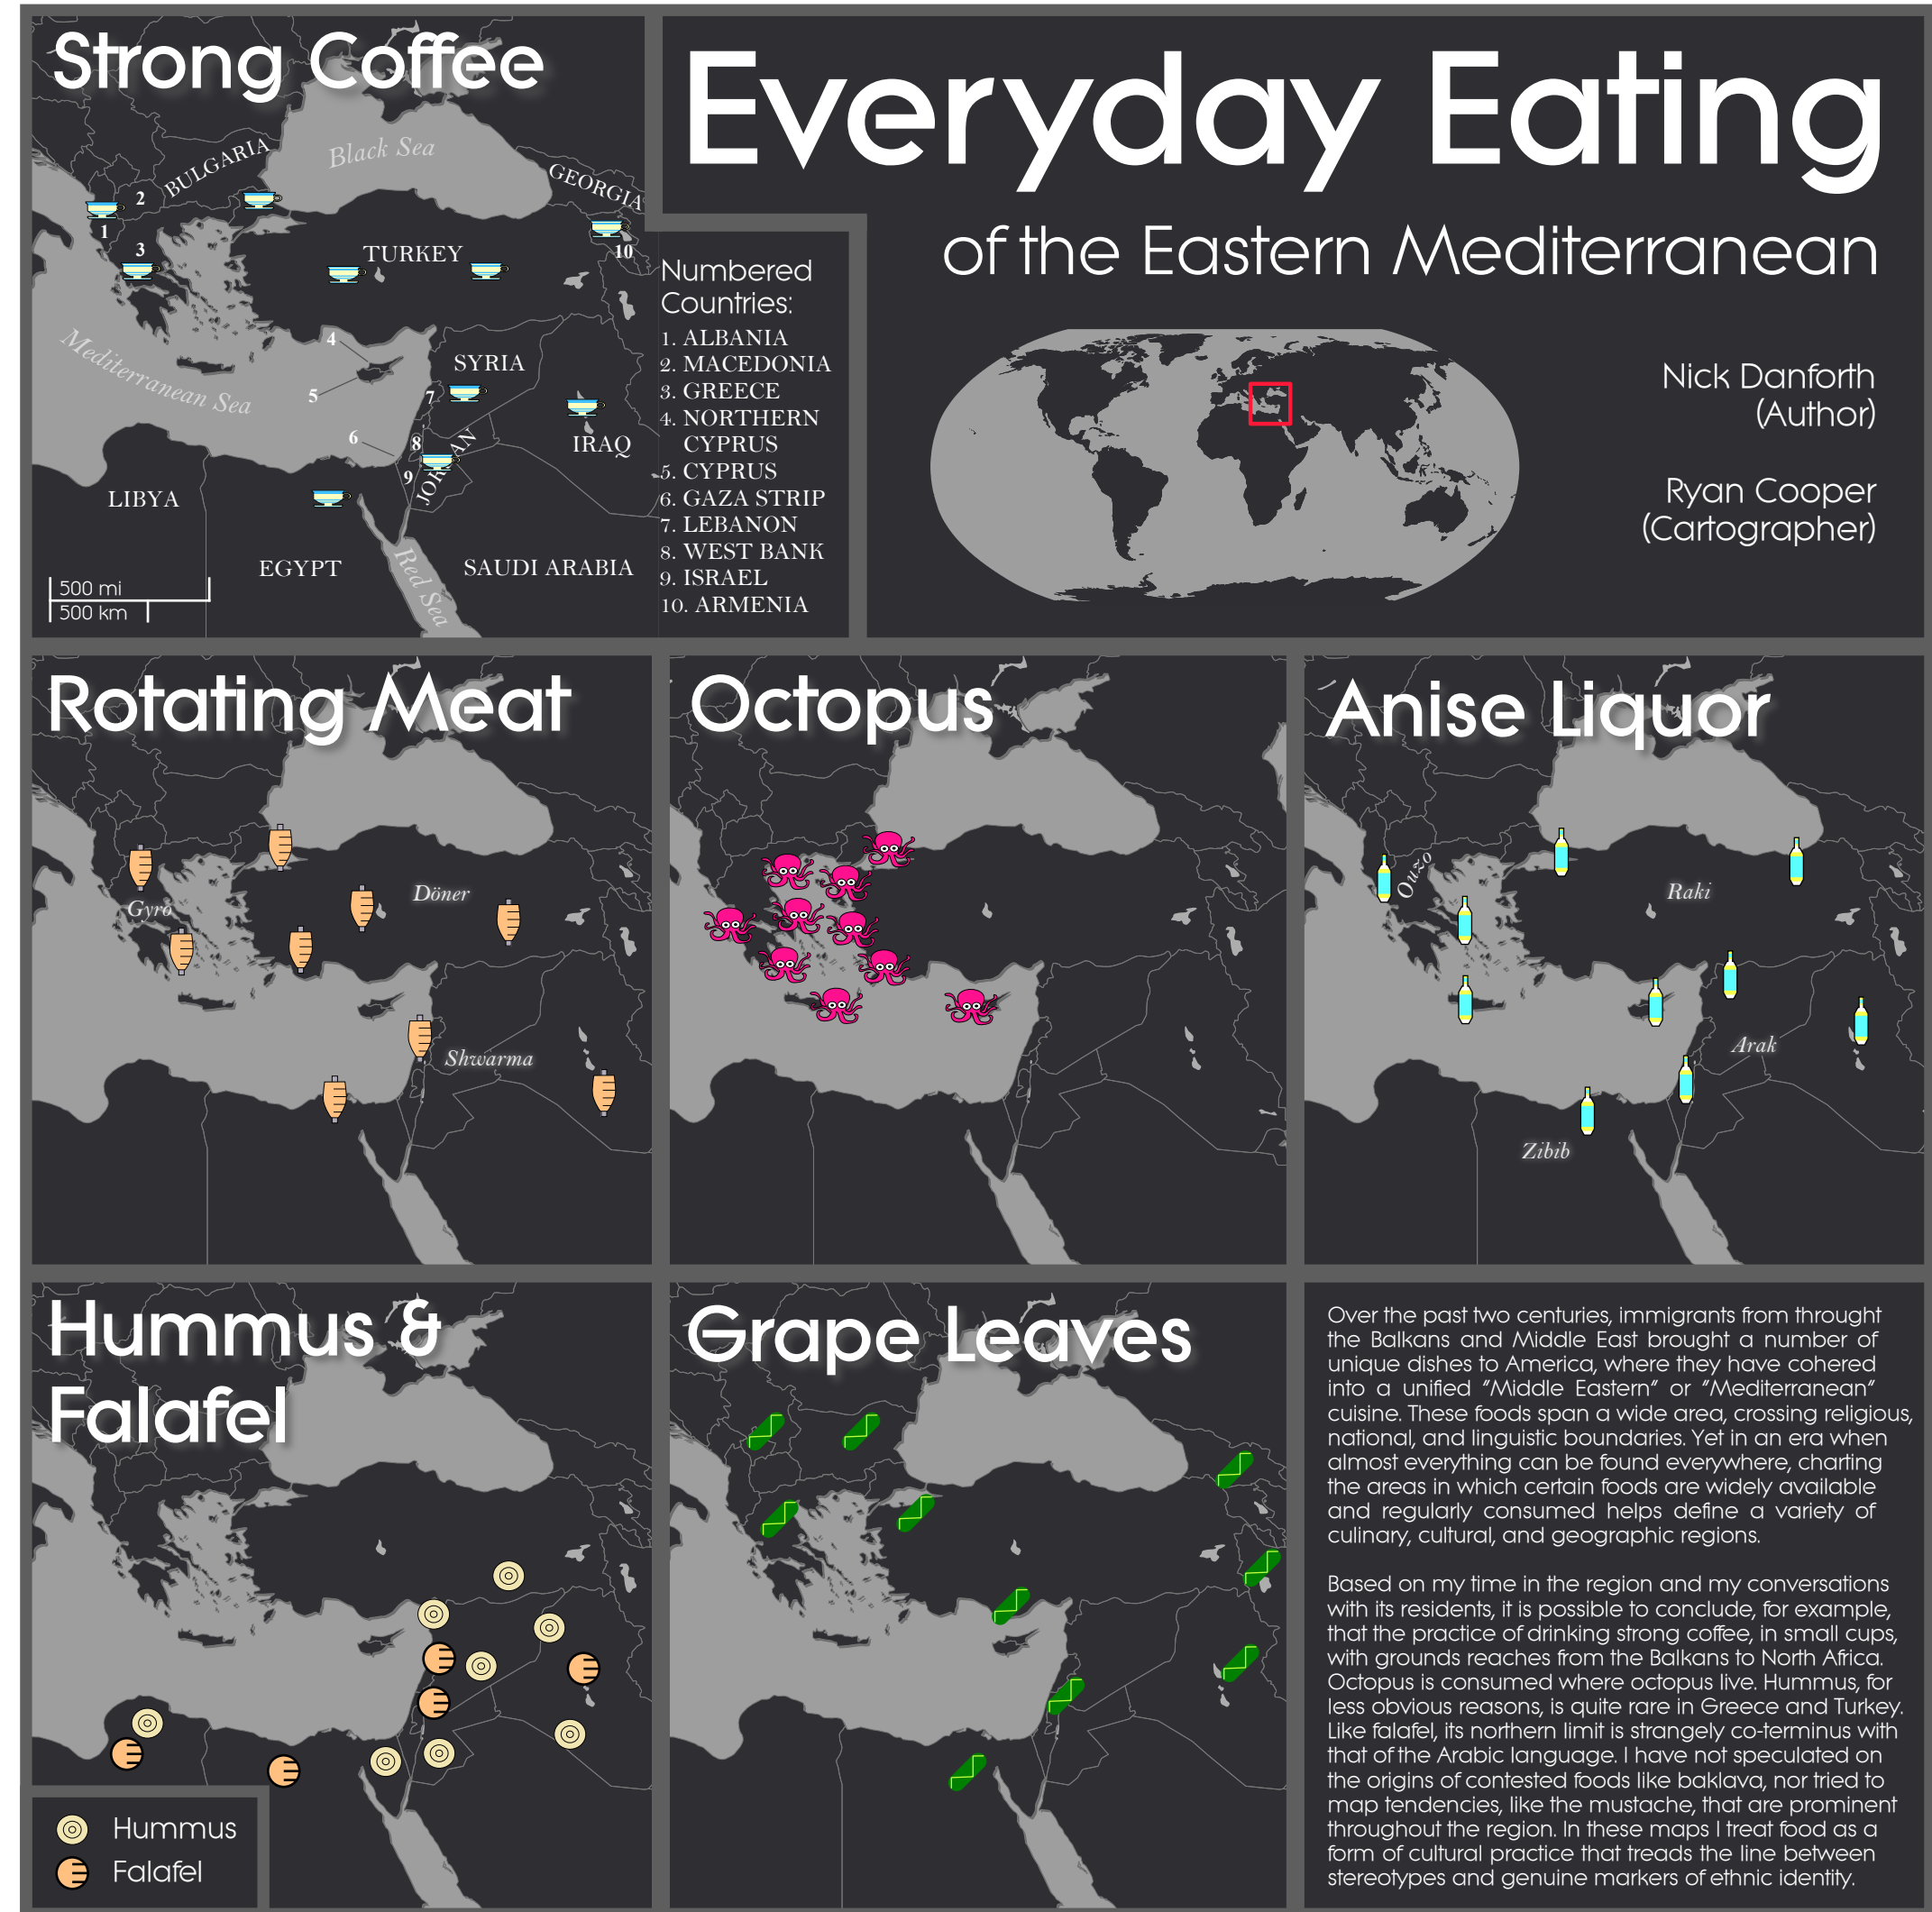 Strong Coffee
Black Sea
BULGARIA
GEORGIA
2
1
3
TURKEY
10
Mediterranean Sea
4
SYRIA
5
7
6
8
IRAQ
JORDAN
9
LIBYA
EGYPT
SAUDI ARABIA
Red Sea
500 mi
500 km
Numbered
Countries:
1. ALBANIA
2. MACEDONIA
3. GREECE
4. NORTHERN
CYPRUS
5. CYPRUS
6. GAZA STRIP
7. LEBANON
8. WEST BANK
9. ISRAEL
10. ARMENIA
Everyday Eating
of the Eastern Mediterranean
Nick Danforth
(Author)
Ryan Cooper
(Cartographer)
Rotating Meat
Döner
Gyro
Shwarma
Octopus
Anise Liquor
Ouzo
Raki
Arak
Zibib
Hummus &
Falafel
Hummus
Falafel
Grape Leaves
Over the past two centuries, immigrants from throught
the Balkans and Middle East brought a number of
unique dishes to America, where they have cohered
into a unified "Middle Eastern" or "Mediterranean"
cuisine. These foods span a wide area, crossing religious,
national, and linguistic boundaries. Yet in an era when
almost everything can be found everywhere, charting
the areas in which certain foods are widely available
and regularly consumed helps define a variety of
culinary, cultural, and geographic regions.
Based on my time in the region and my conversations
with its residents, it is possible to conclude, for example,
that the practice of drinking strong coffee, in small cups,
with grounds reaches from the Balkans to North Africa.
Octopus is consumed where octopus live. Hummus, for
less obvious reasons, is quite rare in Greece and Turkey.
Like falafel, its northern limit is strangely co-terminus with
that of the Arabic language. I have not speculated on
the origins of contested foods like baklava, nor tried to
map tendencies, like the mustache, that are prominent
throughout the region. In these maps I treat food as a
form of cultural practice that treads the line between
stereotypes and genuine markers of ethnic identity.